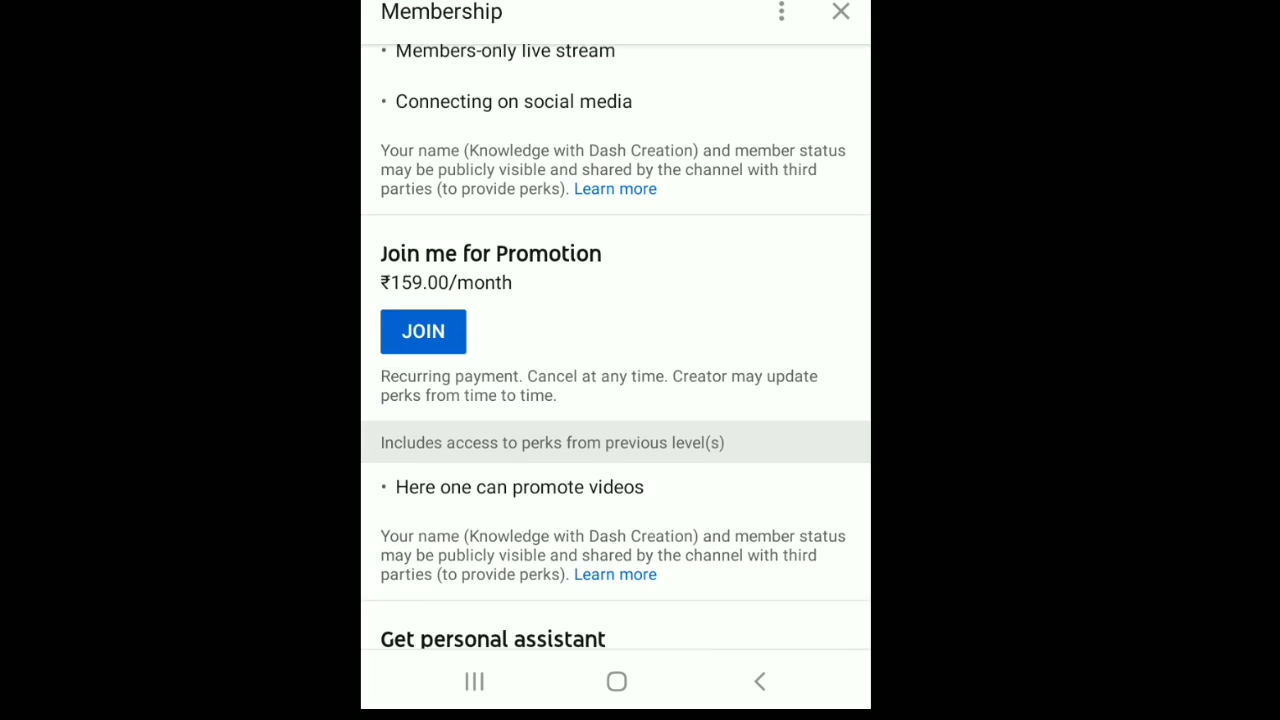 Membership
• Members-only live stream
• Connecting on social media
Your name (Knowledge with Dash Creation) and member status
may be publicly visible and shared by the channel with third
parties (to provide perks). Learn more
Join me for Promotion
₹159.00/month
JOIN
Recurring payment. Cancel at any time. Creator may update
perks from time to time.
Includes access to perks from previous level(s)
• Here one can promote videos
Your name (Knowledge with Dash Creation) and member status
may be publicly visible and shared by the channel with third
parties (to provide perks). Learn more
Get personal assistant